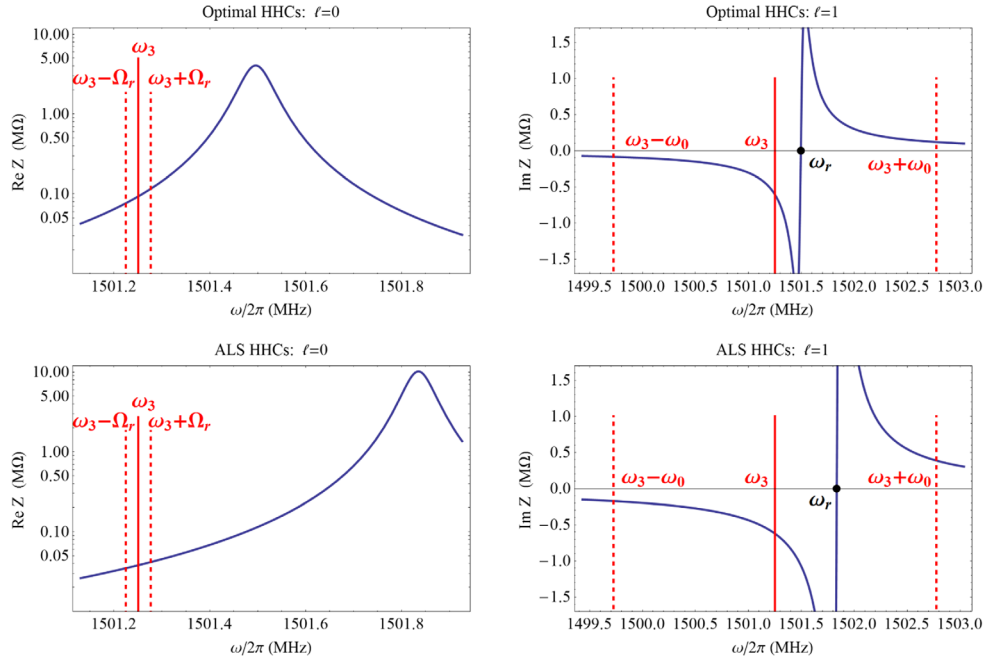 Optimal HHCs: ℓ=0
Re Z (MΩ)
10.00
5.00
1.00
0.50
0.10
0.05
ω₃
ω₃−Ωᵣ
ω₃+Ωᵣ
1501.2
1501.4
1501.6
1501.8
ω/2π (MHz)
Optimal HHCs: ℓ=1
Im Z (MΩ)
1.5
1.0
0.5
0.0
−0.5
−1.0
−1.5
ω₃−ω₀
ω₃
ωᵣ
ω₃+ω₀
1499.5
1500.0
1500.5
1501.0
1501.5
1502.0
1502.5
1503.0
ω/2π (MHz)
ALS HHCs: ℓ=0
Re Z (MΩ)
10.00
5.00
1.00
0.50
0.10
0.05
ω₃
ω₃−Ωᵣ
ω₃+Ωᵣ
1501.2
1501.4
1501.6
1501.8
ω/2π (MHz)
ALS HHCs: ℓ=1
Im Z (MΩ)
1.5
1.0
0.5
0.0
−0.5
−1.0
−1.5
ω₃−ω₀
ω₃
ωᵣ
ω₃+ω₀
1499.5
1500.0
1500.5
1501.0
1501.5
1502.0
1502.5
1503.0
ω/2π (MHz)